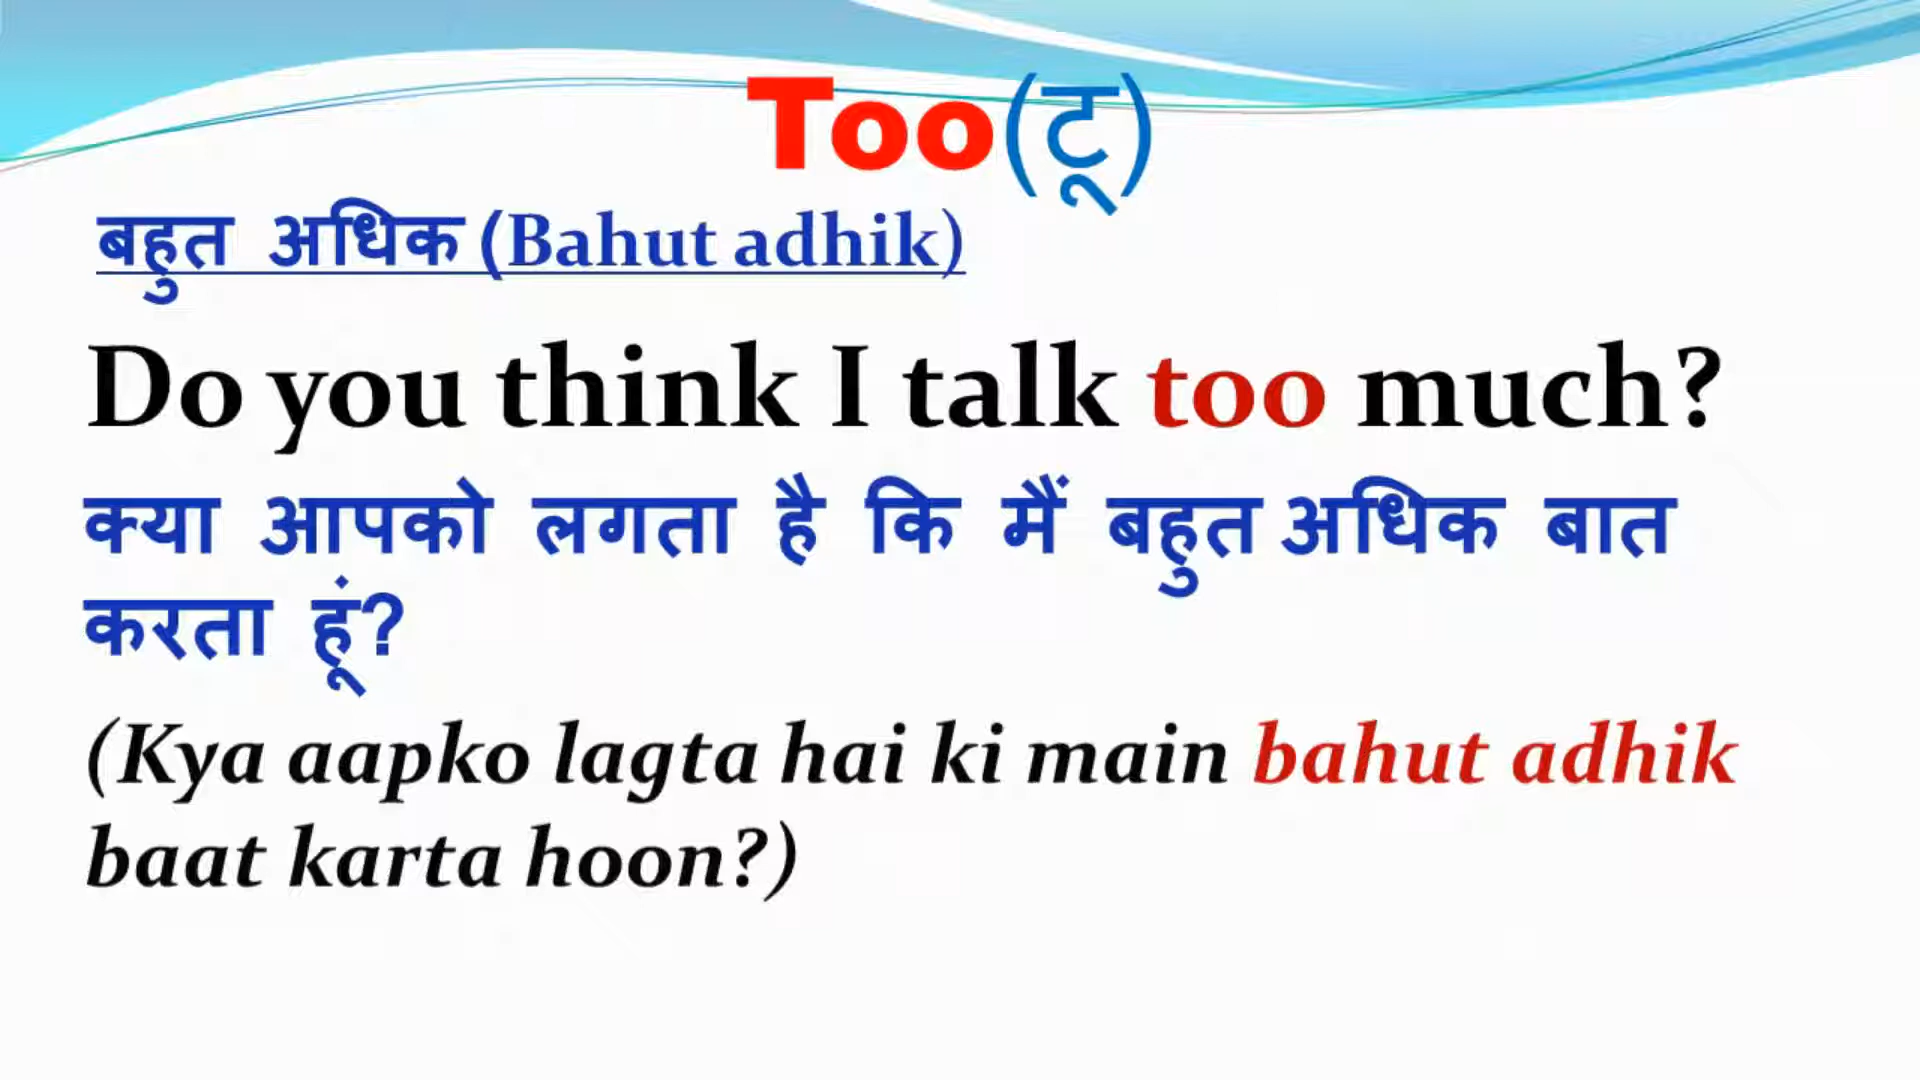 Too(टू)
बहुत अधिक (Bahut adhik)
Do you think I talk too much?
क्या आपको लगता है कि मैं बहुत अधिक बात
करता हूं?
(Kya aapko lagta hai ki main bahut adhik
baat karta hoon?)